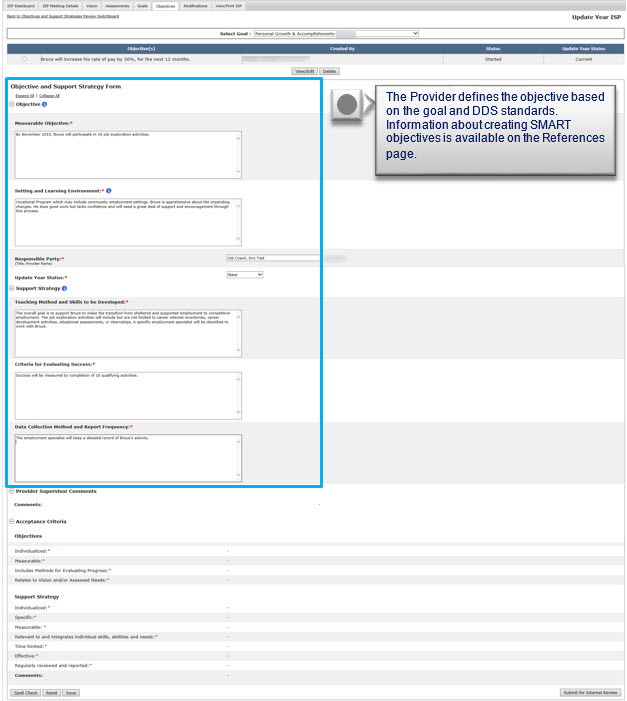 ISP Dashboard ISP Meeting Details Vision Assessments Goals Objectives Modifications View/Print ISP
Back to Objectives and Support Strategies Review Switchboard
Update Year ISP
Select Goal : Personal Growth & Accomplishments
Objective(s) Created By Status Update Year Status
Bruce will increase his rate of pay by 30%, for the next 12 months. Started Current
View/Edit Delete
Objective and Support Strategy Form
Expand All | Collapse All
Objective
Measurable Objective:*
By November 2015, Bruce will participate in 10 job exploration activities.
Setting and Learning Environment:*
Vocational Program which may include community employment settings. Bruce is apprehensive about the impending
changes. He does good work but lacks confidence and will need a great deal of support and encouragement through
this process.
Responsible Party:*
(Title, Provider Name)
Job Coach, Eric Test
Update Year Status:*
New
Support Strategy
Teaching Method and Skills to be Developed:*
The overall goal is to support Bruce to make the transition from sheltered and supported employment to competitive
employment. The job exploration activities will include but are not limited to career interest inventories, career
development activities, situational assessments, or internships. A specific employment specialist will be identified to
work with Bruce.
Criteria for Evaluating Success:*
Success will be measured by completion of 10 qualifying activities.
Data Collection Method and Report Frequency:*
The employment specialist will keep a detailed record of Bruce's activity.
The Provider defines the objective based
on the goal and DDS standards.
Information about creating SMART
objectives is available on the References
page.
Provider Supervisor Comments
Comments: -
Acceptance Criteria
Objectives
Individualized:* -
Measurable:* -
Includes Methods for Evaluating Progress:* -
Relates to Vision and/or Assessed Needs:* -
Support Strategy
Individualized:* -
Specific:* -
Measurable: * -
Relevant to and integrates individual skills, abilities and needs:* -
Time limited:* -
Effective:* -
Regularly reviewed and reported:* -
Comments: -
Spell Check Reset Save Submit for Internal Review